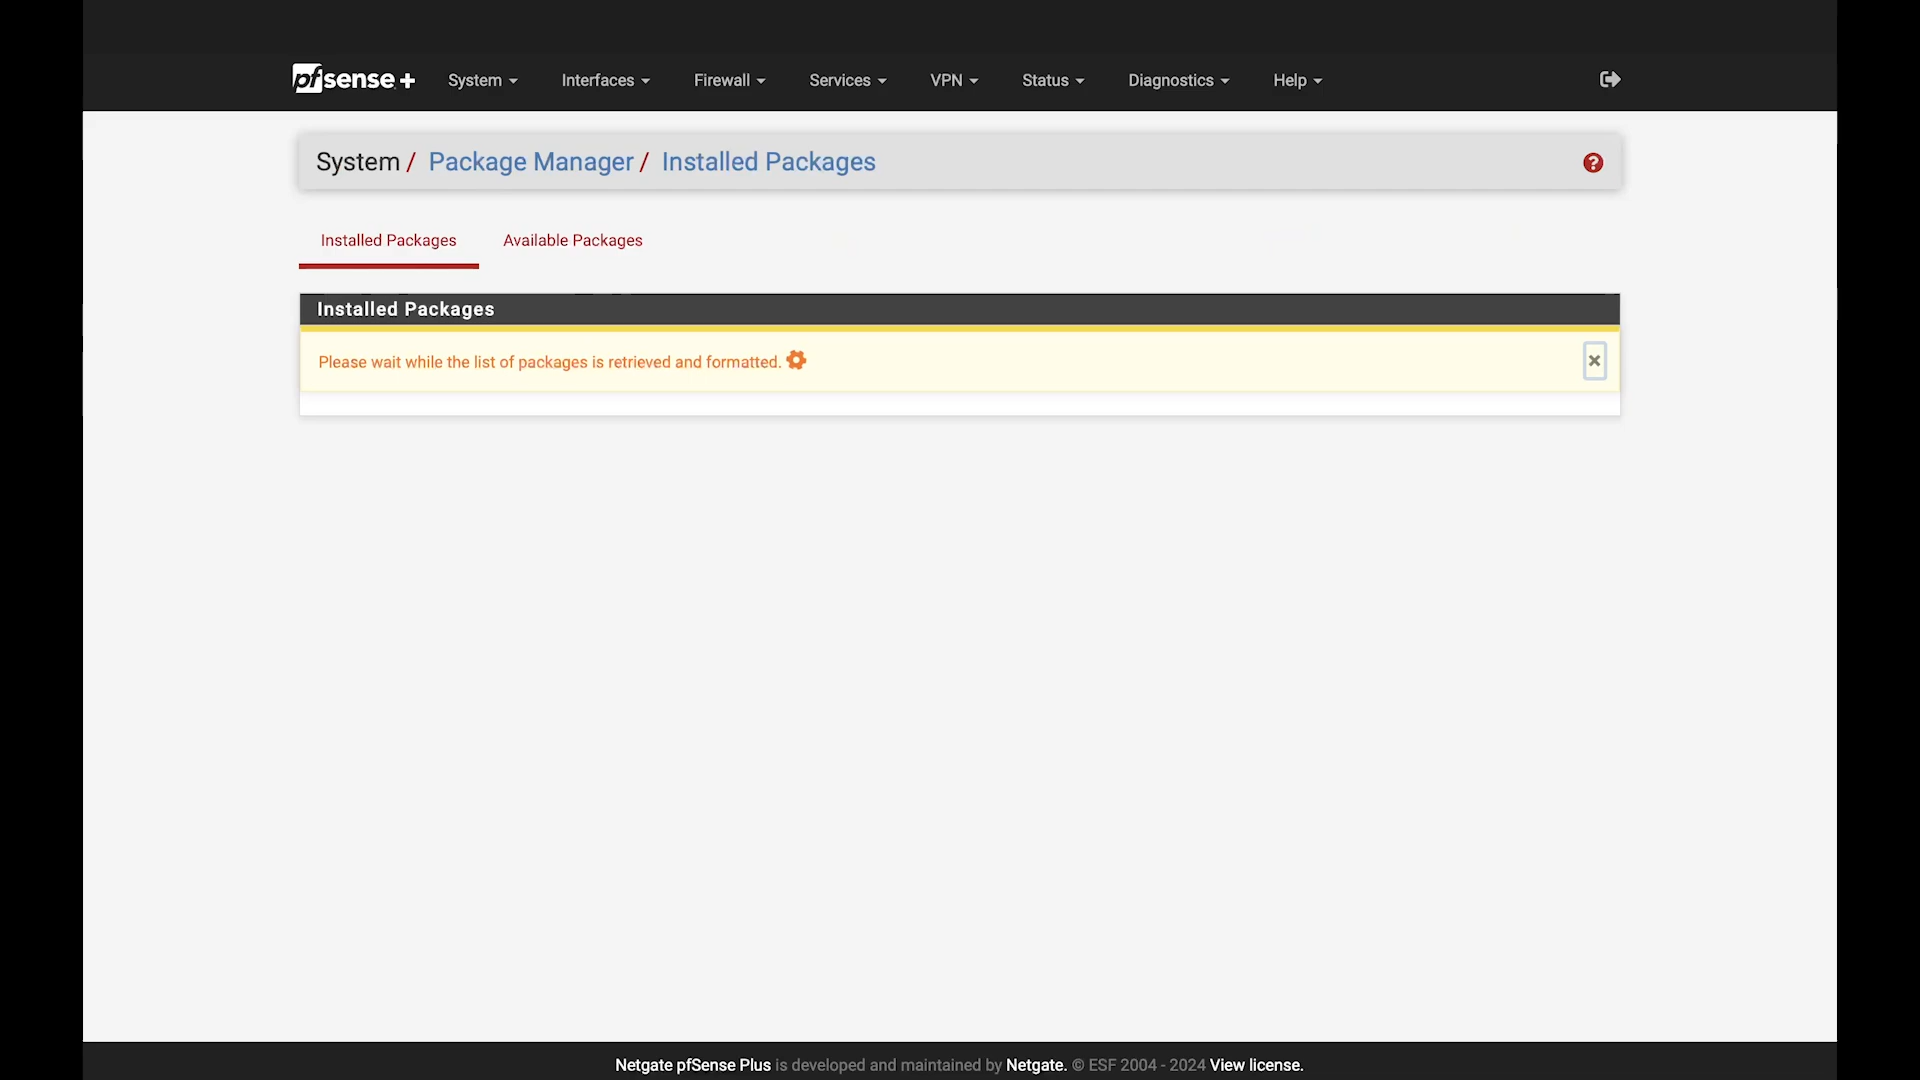 pfsense+ System Interfaces Firewall Services VPN Status Diagnostics Help
System / Package Manager / Installed Packages
Installed Packages Available Packages
Installed Packages
Please wait while the list of packages is retrieved and formatted.
Netgate pfSense Plus is developed and maintained by Netgate. © ESF 2004 - 2024 View license.